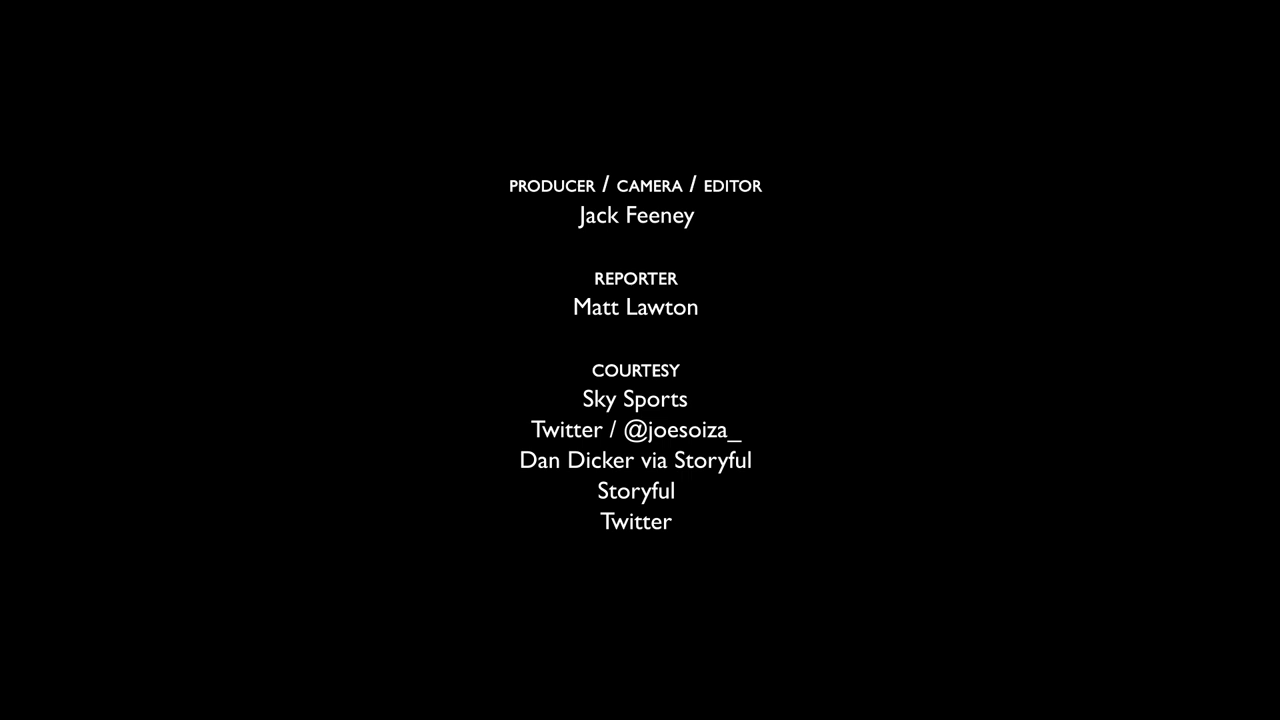 PRODUCER / CAMERA / EDITOR
Jack Feeney
REPORTER
Matt Lawton
COURTESY
Sky Sports
Twitter / @joesoiza_
Dan Dicker via Storyful
Storyful
Twitter